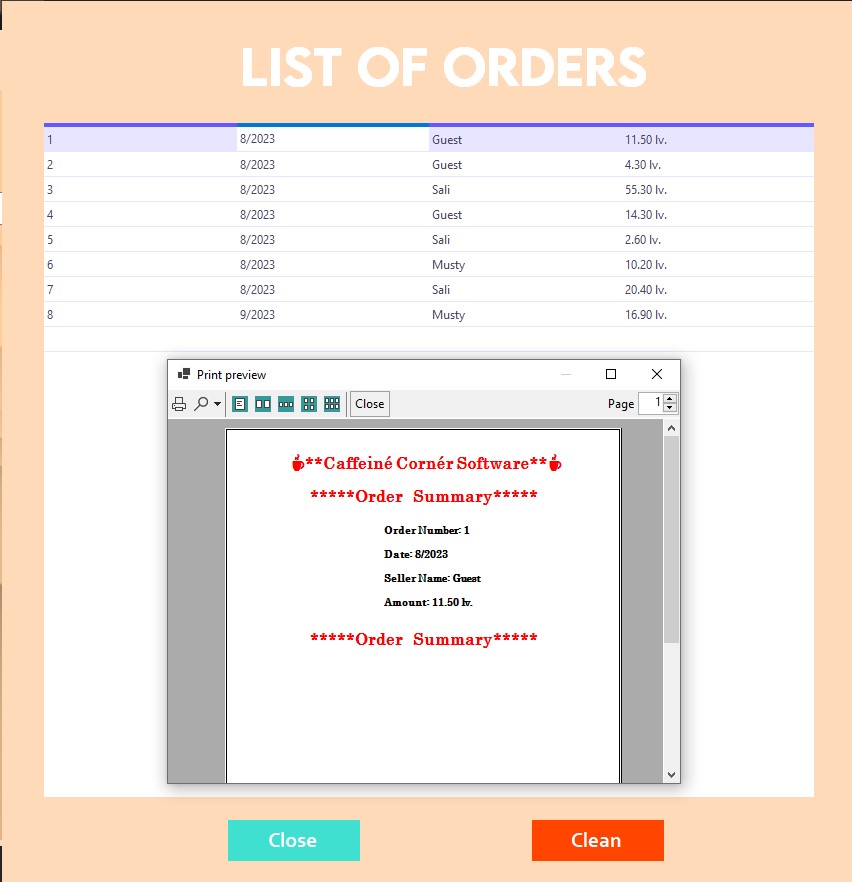 LIST OF ORDERS
1 8/2023 Guest 11.50 lv.
2 8/2023 Guest 4.30 lv.
3 8/2023 Sali 55.30 lv.
4 8/2023 Guest 14.30 lv.
5 8/2023 Sali 2.60 lv.
6 8/2023 Musty 10.20 lv.
7 8/2023 Sali 20.40 lv.
8 9/2023 Musty 16.90 lv.
Print preview
Close Page 1
**Caffeiné Cornér Software**
*****Order Summary*****
Order Number: 1
Date: 8/2023
Seller Name: Guest
Amount: 11.50 lv.
*****Order Summary*****
Close Clean